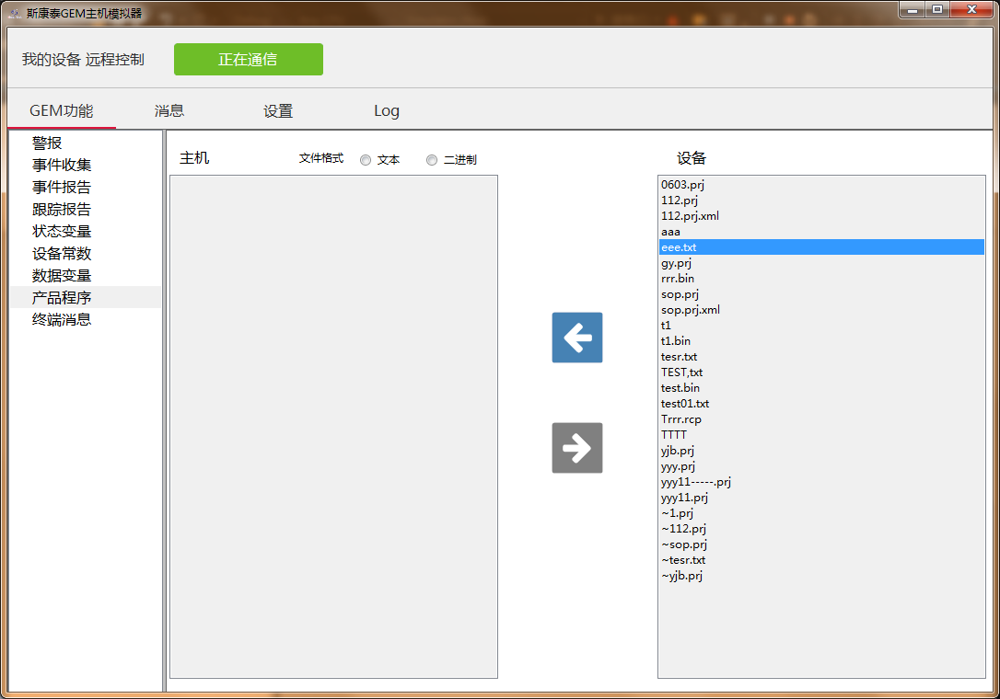 斯康泰GEM主机模拟器
我的设备 远程控制
正在通信
GEM功能 消息 设置 Log
警报
事件收集
事件报告
跟踪报告
状态变量
设备常数
数据变量
产品程序
终端消息
主机 文件格式 文本 二进制
设备
0603.prj
112.prj
112.prj.xml
aaa
eee.txt
gy.prj
rrr.bin
sop.prj
sop.prj.xml
t1
t1.bin
tesr.txt
TEST,txt
test.bin
test01.txt
Trrr.rcp
TTTT
yjb.prj
yyy.prj
yyy11-----.prj
yyy11.prj
~1.prj
~112.prj
~sop.prj
~tesr.txt
~yjb.prj